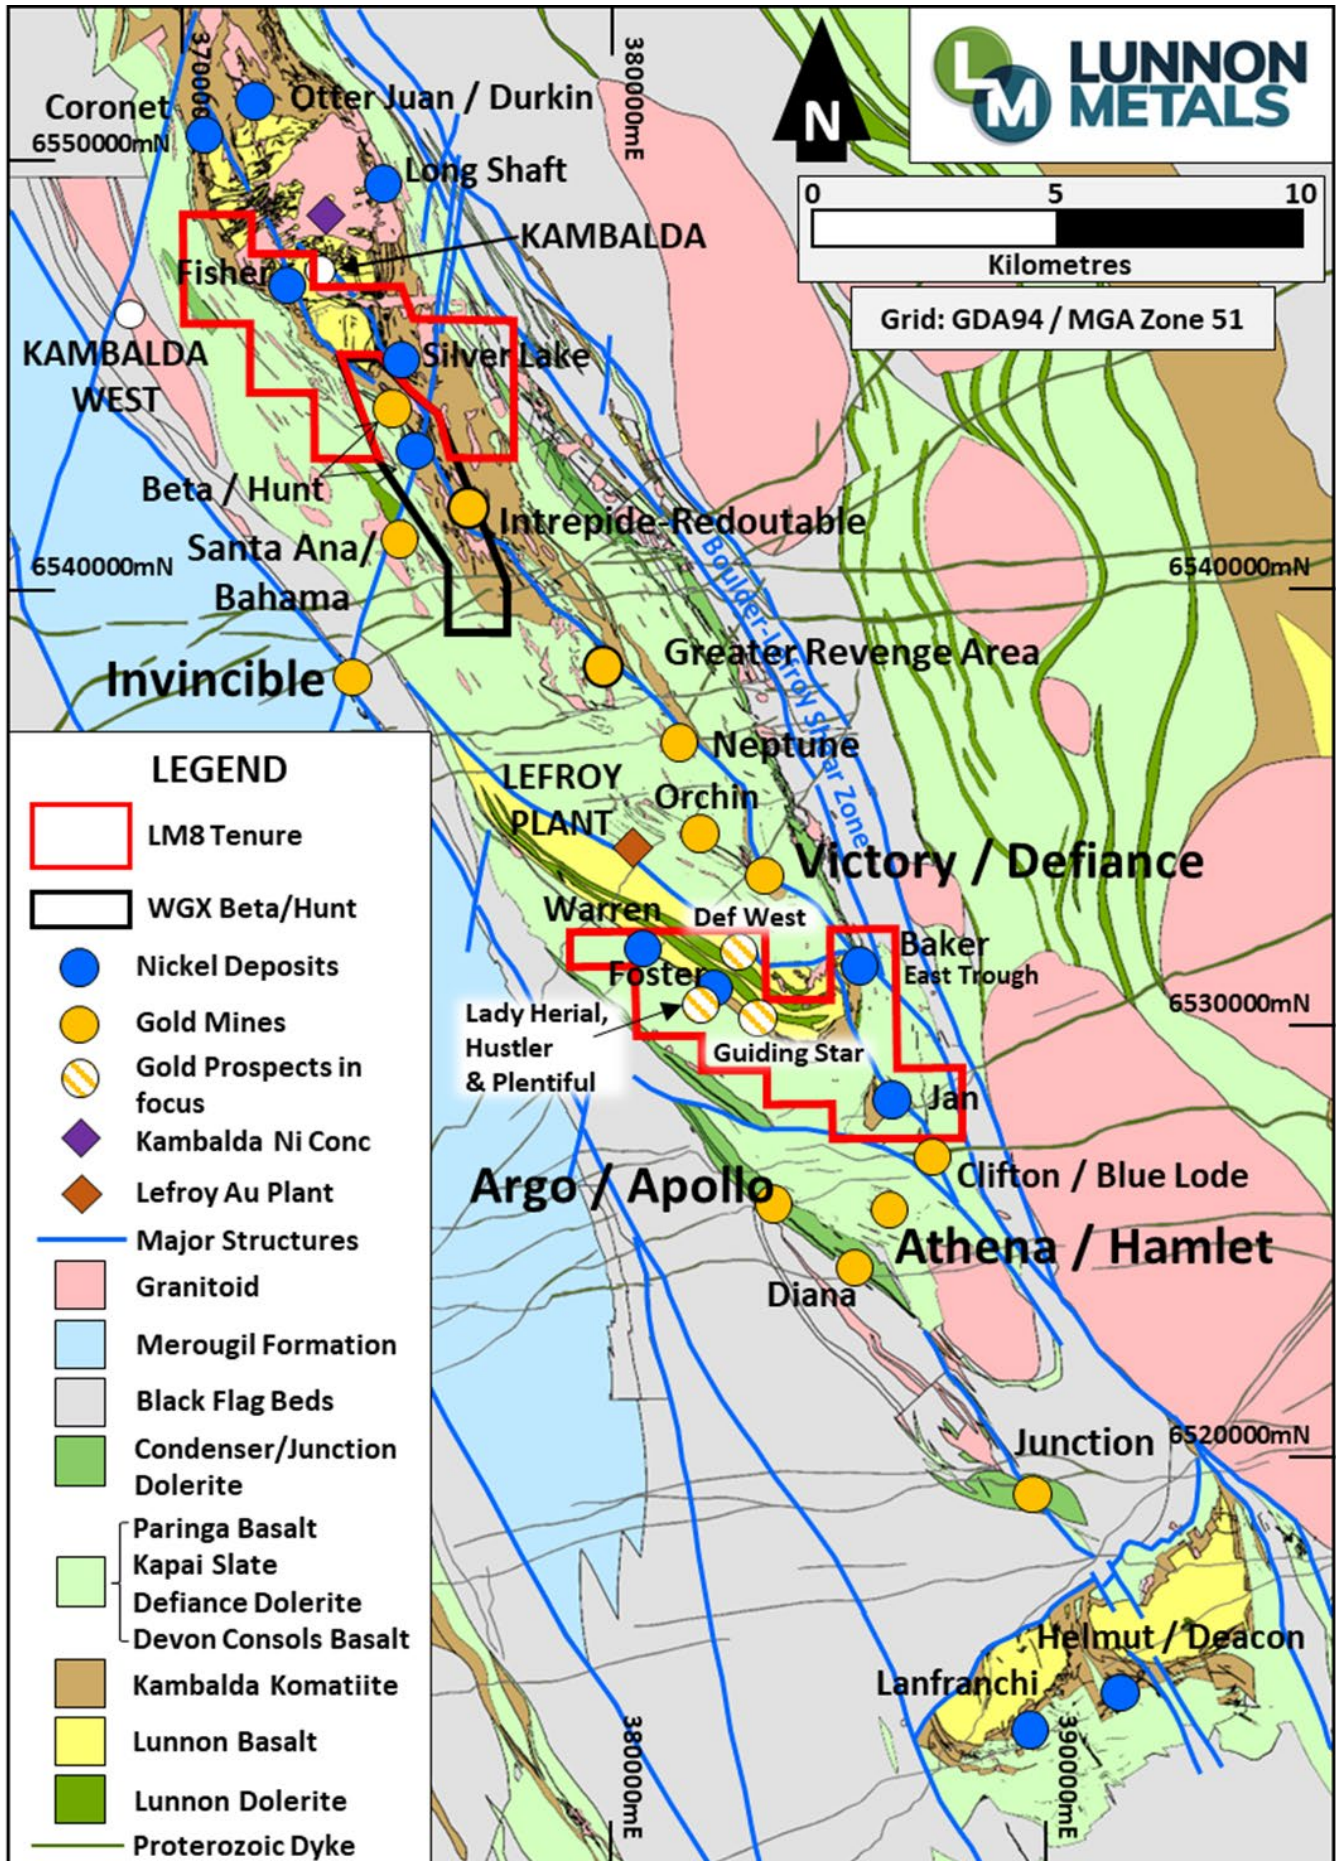 LUNNON
METALS
LM
N
0 5 10
Kilometres
Grid: GDA94 / MGA Zone 51
370000
380000mE
Coronet
6550000mN
Otter Juan / Durkin
Long Shaft
KAMBALDA
Fisher
KAMBALDA
WEST
Silver Lake
Beta / Hunt
Intrepide-Redoutable
Santa Ana/
Bahama
6540000mN
6540000mN
Boulder-Lefroy Shear Zone
Greater Revenge Area
Invincible
Neptune
LEFROY
PLANT
Orchin
Victory / Defiance
Warren
Def West
Baker
East Trough
Foster
6530000mN
Lady Herial,
Hustler
& Plentiful
Guiding Star
Jan
Clifton / Blue Lode
Argo / Apollo
Athena / Hamlet
Diana
Junction
6520000mN
Helmut / Deacon
Lanfranchi
380000mE
390000mE
LEGEND
LM8 Tenure
WGX Beta/Hunt
Nickel Deposits
Gold Mines
Gold Prospects in
focus
Kambalda Ni Conc
Lefroy Au Plant
Major Structures
Granitoid
Merougil Formation
Black Flag Beds
Condenser/Junction
Dolerite
Paringa Basalt
Kapai Slate
Defiance Dolerite
Devon Consols Basalt
Kambalda Komatiite
Lunnon Basalt
Lunnon Dolerite
Proterozoic Dyke